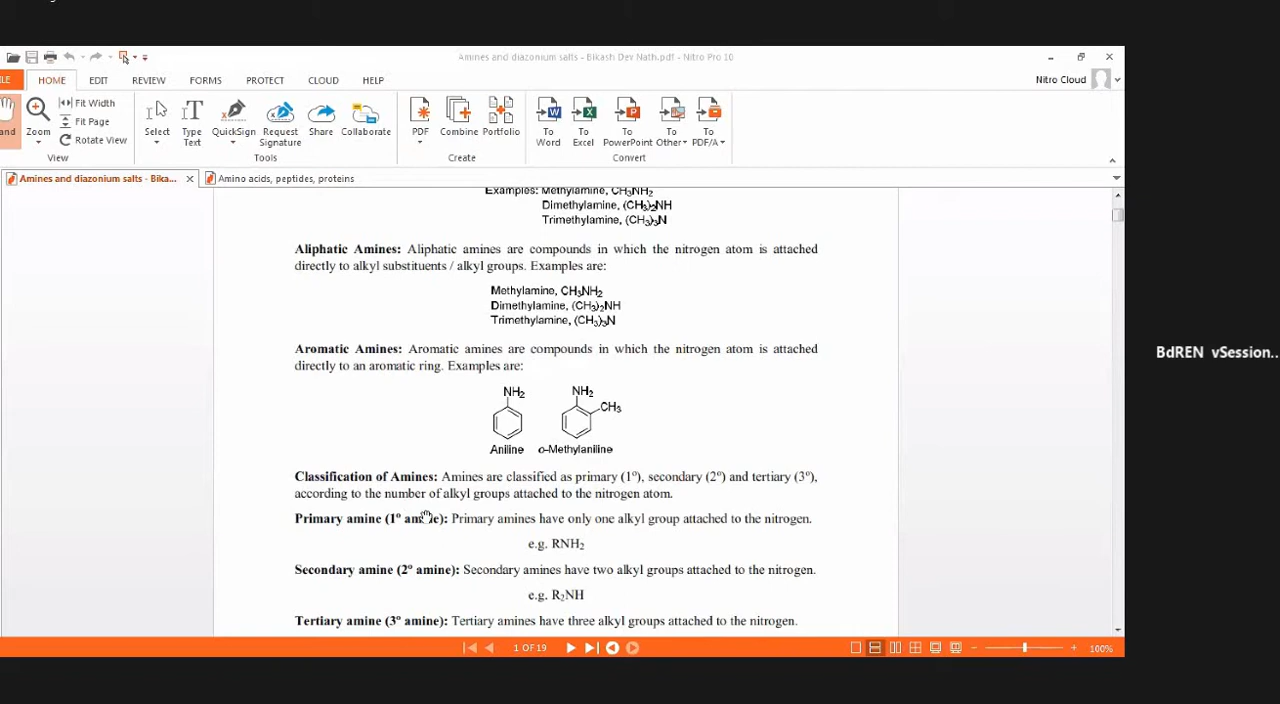 Amines and diazonium salts - Bikash Dev Nath.pdf - Nitro Pro 10
HOME EDIT REVIEW FORMS PROTECT CLOUD HELP
Nitro Cloud
Fit Width
Fit Page
Rotate View
Zoom
Select
Type Text
QuickSign
Request Signature
Share
Collaborate
PDF
Combine
Portfolio
To Word
To Excel
To PowerPoint
To Other
To PDF/A
View
Tools
Create
Convert
Amines and diazonium salts - Bika...
Amino acids, peptides, proteins
Examples: Methylamine, CH3NH2
Dimethylamine, (CH3)2NH
Trimethylamine, (CH3)3N
Aliphatic Amines: Aliphatic amines are compounds in which the nitrogen atom is attached
directly to alkyl substituents / alkyl groups. Examples are:
Methylamine, CH3NH2
Dimethylamine, (CH3)2NH
Trimethylamine, (CH3)3N
Aromatic Amines: Aromatic amines are compounds in which the nitrogen atom is attached
directly to an aromatic ring. Examples are:
NH2 NH2
CH3
Aniline o-Methylaniline
Classification of Amines: Amines are classified as primary (1º), secondary (2º) and tertiary (3º),
according to the number of alkyl groups attached to the nitrogen atom.
Primary amine (1º amine): Primary amines have only one alkyl group attached to the nitrogen.
e.g. RNH2
Secondary amine (2º amine): Secondary amines have two alkyl groups attached to the nitrogen.
e.g. R2NH
Tertiary amine (3º amine): Tertiary amines have three alkyl groups attached to the nitrogen.
1 OF 19
100%
BdREN vSession...